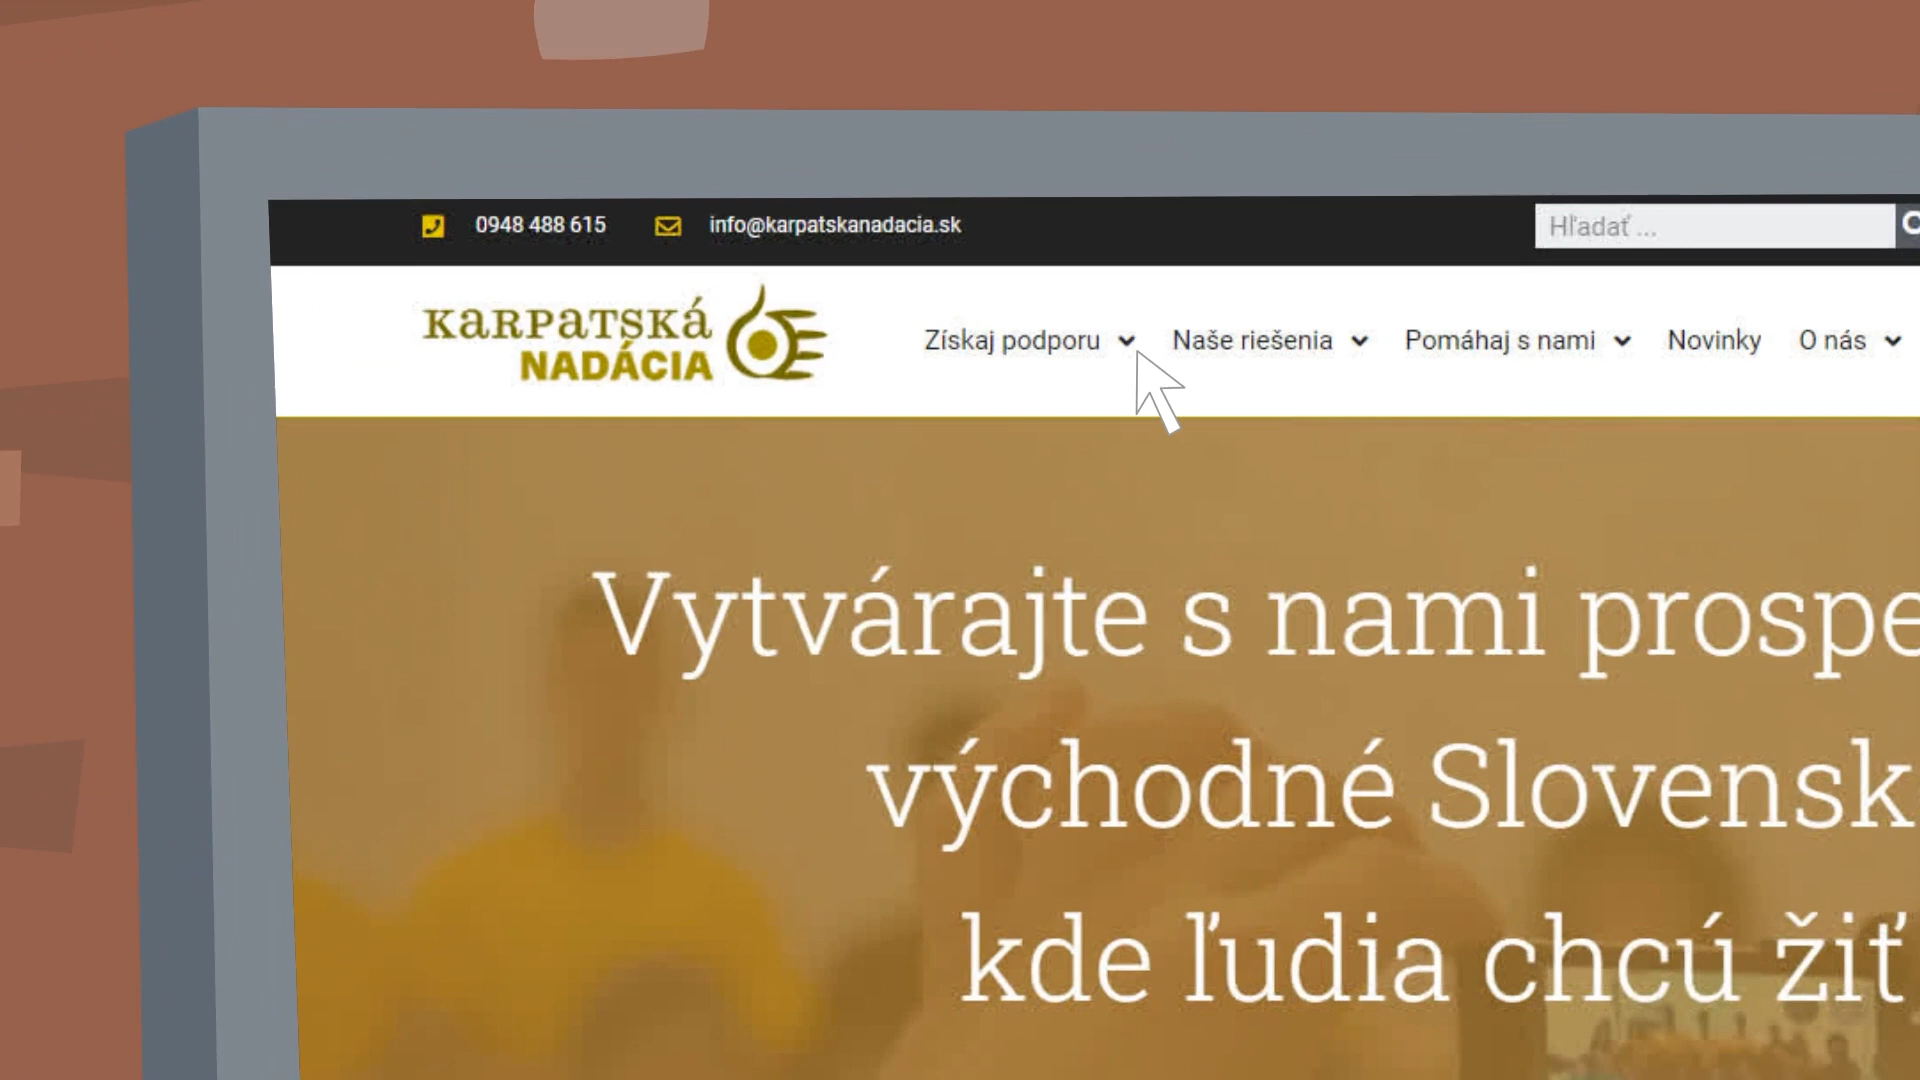 0948 488 615 info@karpatskanadacia.sk Hľadať ...
KARPATSKÁ
NADÁCIA
Získaj podporu Naše riešenia Pomáhaj s nami Novinky O nás
Vytvárajte s nami prospe
východné Slovensk
kde ľudia chcú žiť